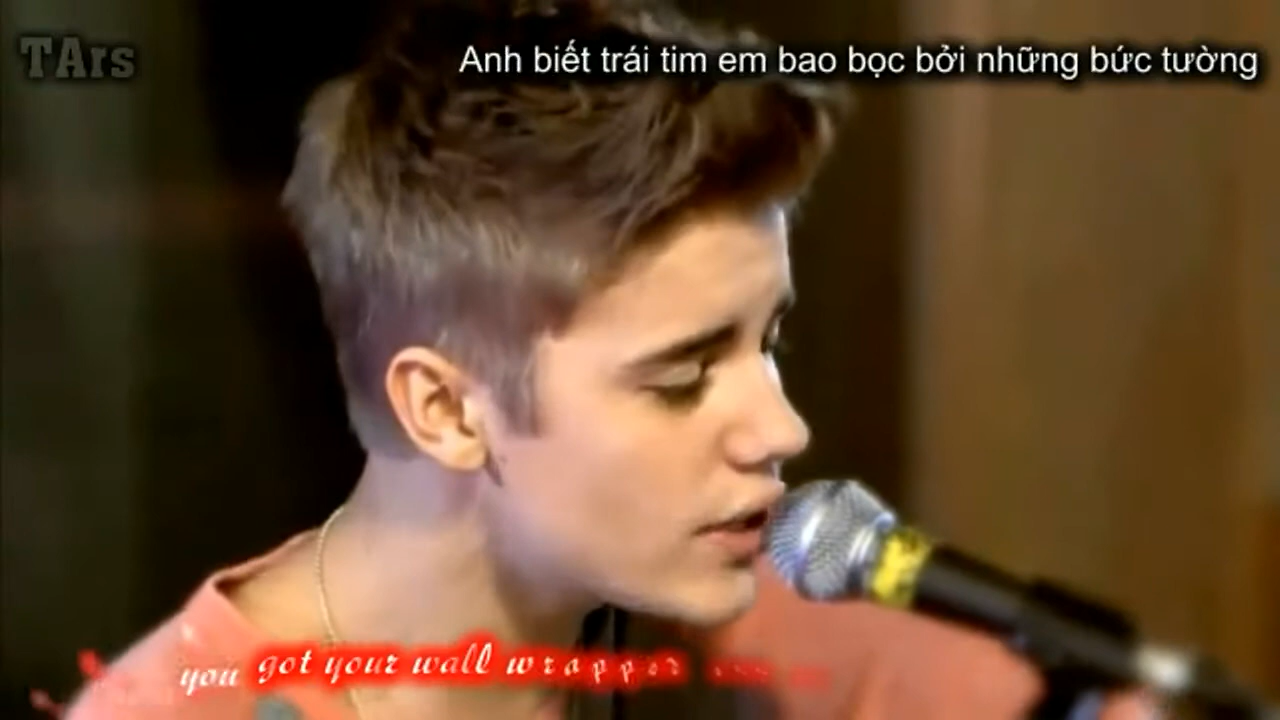 TArs
Anh biết trái tim em bao bọc bởi những bức tường
you got your wall wrapper